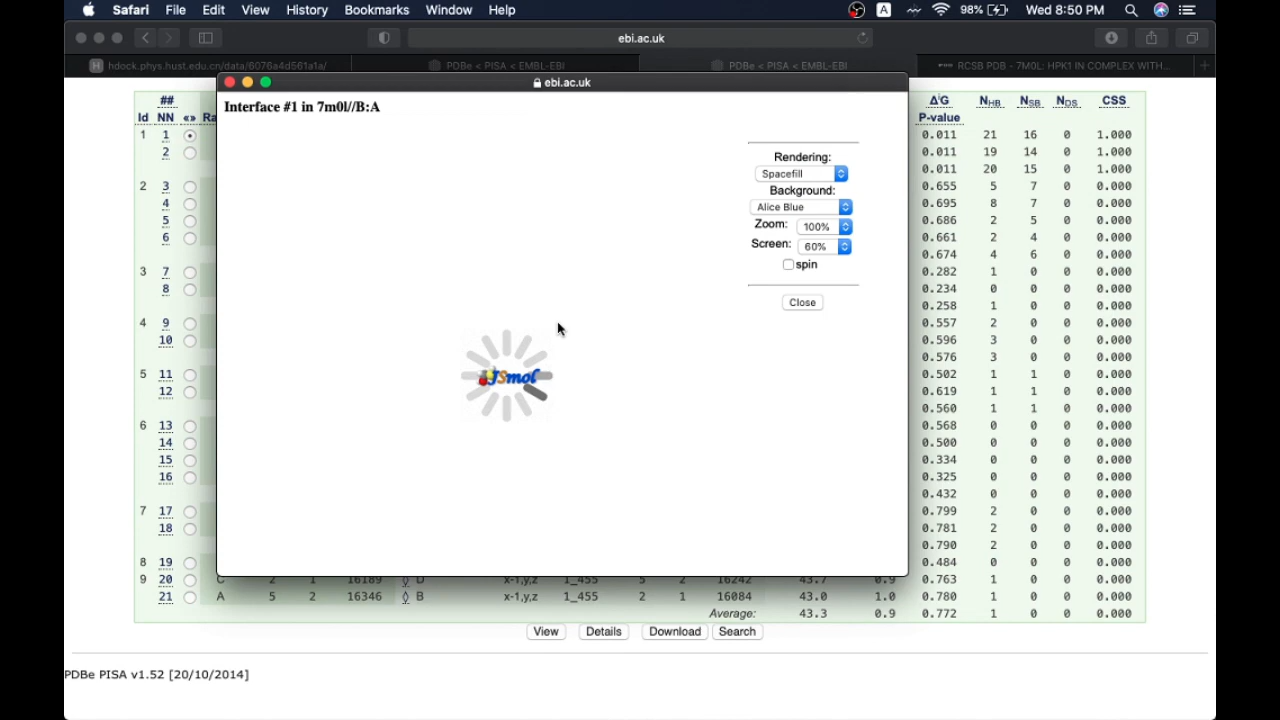 Safari File Edit View History Bookmarks Window Help A 98% Wed 8:50 PM
ebi.ac.uk
H hdock.phys.hust.edu.cn/data/6076a4d561a1a/ PDBe < PISA < EMBL-EBI PDBe < PISA < EMBL-EBI RCSB PDB - 7M0L: HPK1 IN COMPLEX WITH...
ebi.ac.uk
Interface #1 in 7m0l//B:A
Rendering:
Spacefill
Background:
Alice Blue
Zoom: 100%
Screen: 60%
spin
Close
JSmol
## ΔⁱG N HB N SB N DS CSS
Id NN «» Ra P-value
1 1 0.011 21 16 0 1.000
2 0.011 19 14 0 1.000
0.011 20 15 0 1.000
2 3 0.655 5 7 0 0.000
4 0.695 8 7 0 0.000
5 0.686 2 5 0 0.000
6 0.661 2 4 0 0.000
0.674 4 6 0 0.000
3 7 0.282 1 0 0 0.000
8 0.234 0 0 0 0.000
0.258 1 0 0 0.000
4 9 0.557 2 0 0 0.000
10 0.596 3 0 0 0.000
0.576 3 0 0 0.000
5 11 0.502 1 1 0 0.000
12 0.619 1 1 0 0.000
0.560 1 1 0 0.000
6 13 0.568 0 0 0 0.000
14 0.500 0 0 0 0.000
15 0.334 0 0 0 0.000
16 0.325 0 0 0 0.000
0.432 0 0 0 0.000
7 17 0.799 2 0 0 0.000
18 0.781 2 0 0 0.000
0.790 2 0 0 0.000
8 19 0.484 0 0 0 0.000
9 20 C 2 1 16189 ◊ D x-1,y,z 1_455 5 2 16242 43.7 0.9 0.763 1 0 0 0.000
21 A 5 2 16346 ◊ B x-1,y,z 1_455 2 1 16084 43.0 1.0 0.780 1 0 0 0.000
Average: 43.3 0.9 0.772 1 0 0 0.000
View Details Download Search
PDBe PISA v1.52 [20/10/2014]